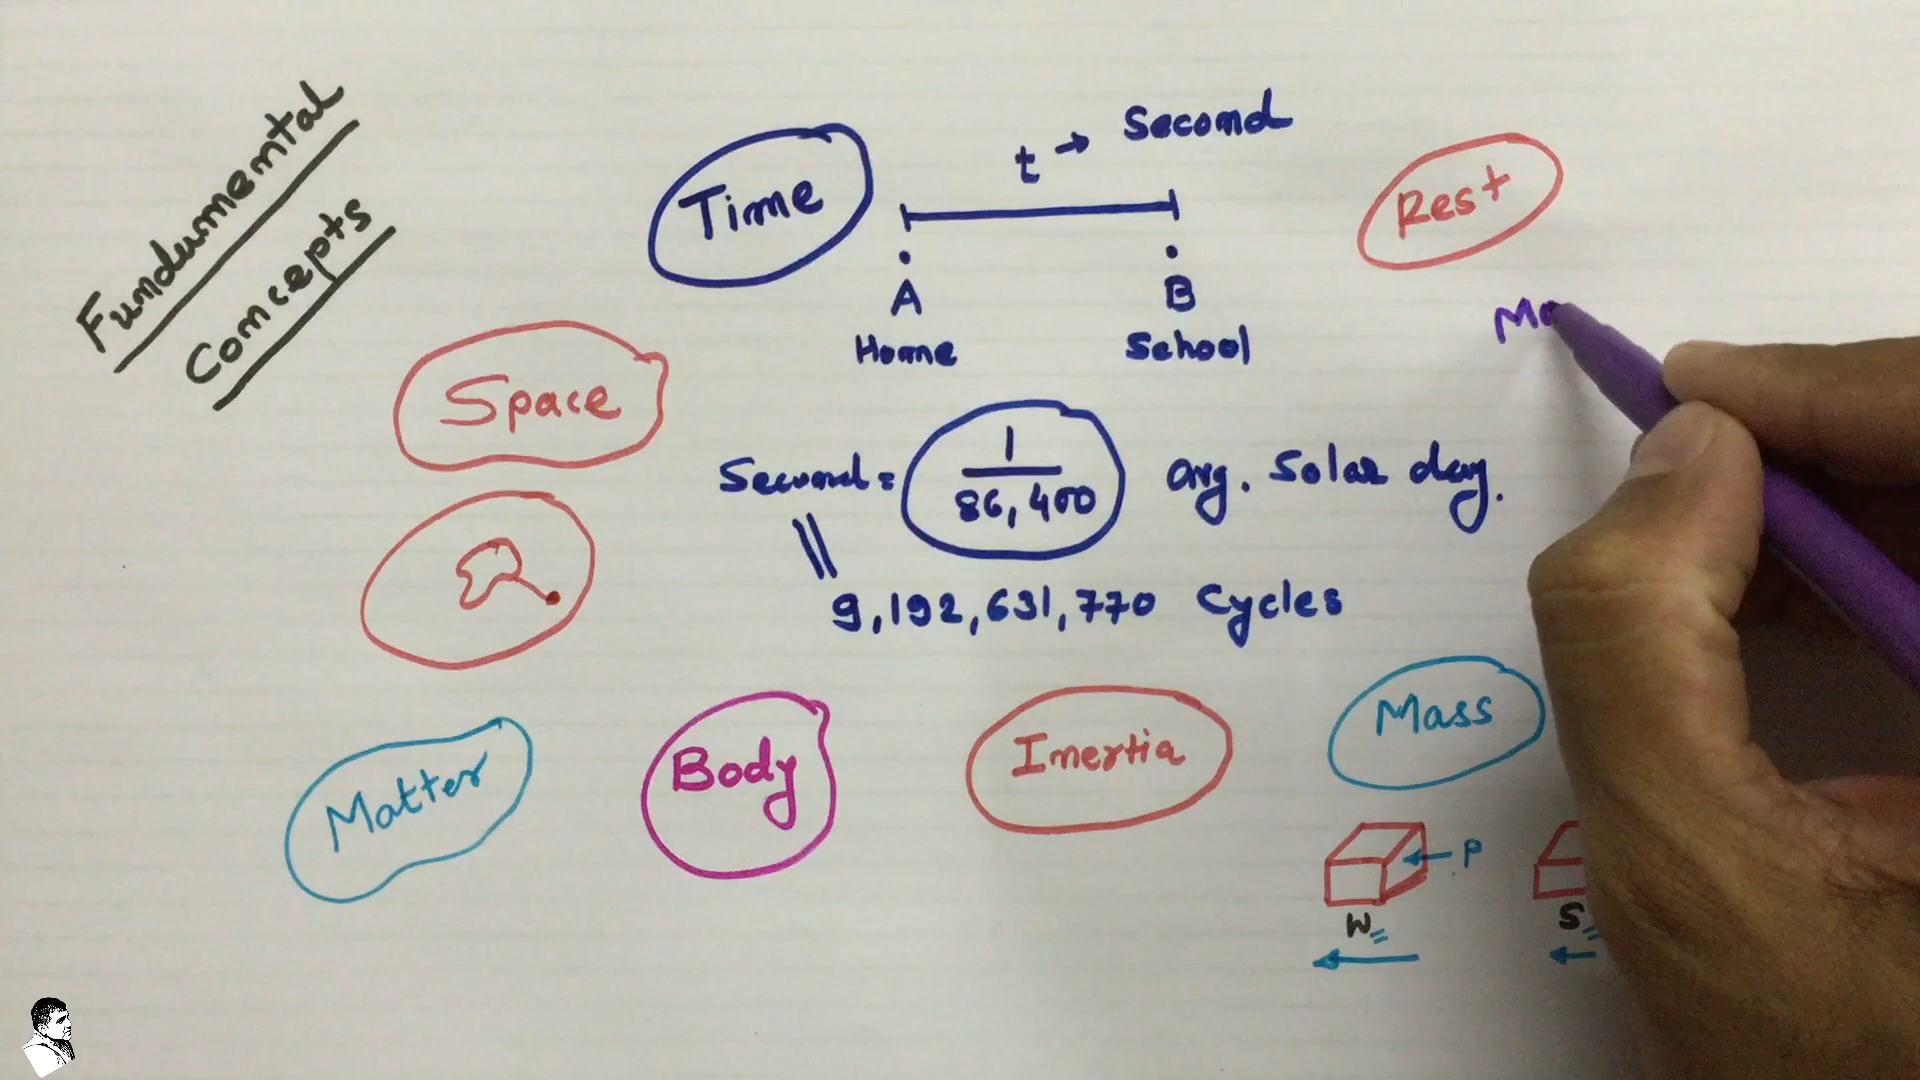 Fundumental
Concepts
Time
t → Second
A
Home
B
School
Rest
Mo
Space
Second = 1/86,400 avg. Solar day.
||
9,192,631,770 Cycles
Matter
Body
Inertia
Mass
P
W
S